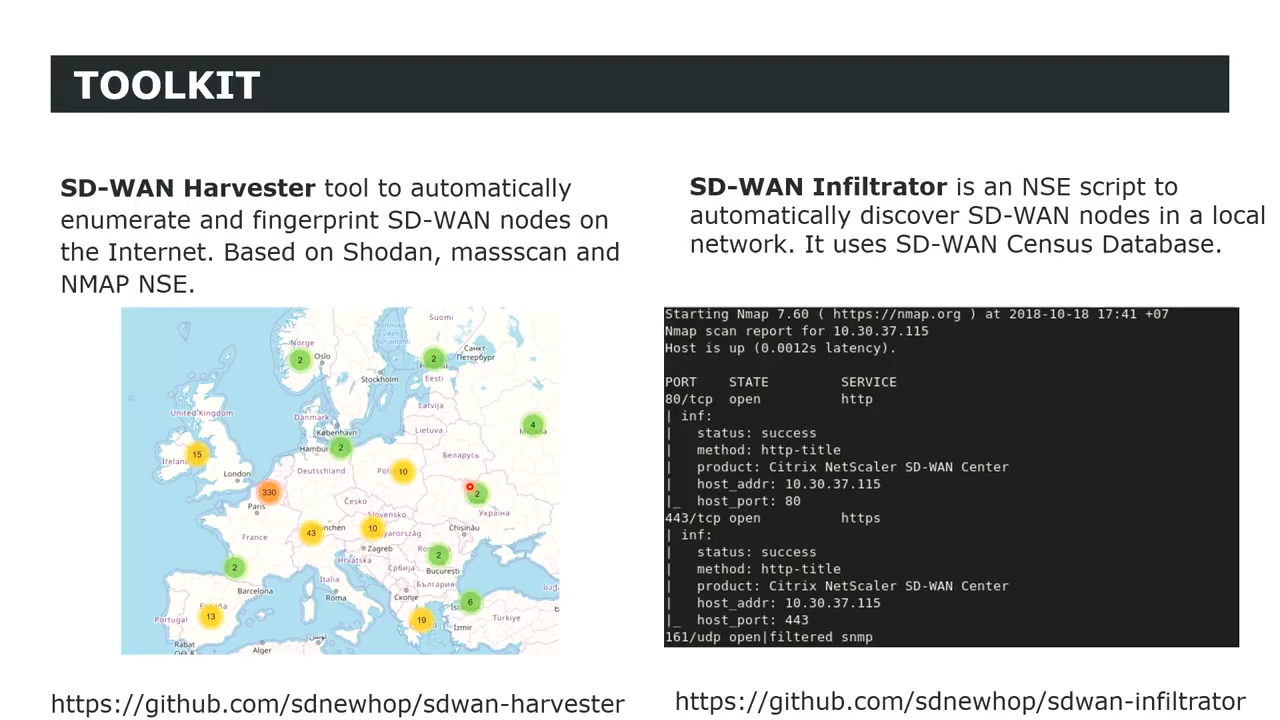 TOOLKIT
SD-WAN Harvester tool to automatically
enumerate and fingerprint SD-WAN nodes on
the Internet. Based on Shodan, massscan and
NMAP NSE.
SD-WAN Infiltrator is an NSE script to
automatically discover SD-WAN nodes in a local
network. It uses SD-WAN Census Database.
Suomi
Norge
2
Oslo
2
Санкт-
Петербург
Stockholm
Eesti
United Kingdom
Latvija
Danmark
4
København
Lietuva
Hamburg
2
15
Ireland
Беларусь
London
Deutschland
10
330
2
Paris
Česko
Україна
Slovensko
43
10
Chișinău
France
Zagreb
Hrvatska
2
2
Србија
București
Barcelona
Italia
България
Roma
Скопје
6
13
España
Portugal
19
Türkiye
İzmir
Rabat
Alger
تونس
Starting Nmap 7.60 ( https://nmap.org ) at 2018-10-18 17:41 +07
Nmap scan report for 10.30.37.115
Host is up (0.0012s latency).
PORT STATE SERVICE
80/tcp open http
| inf:
| status: success
| method: http-title
| product: Citrix NetScaler SD-WAN Center
| host_addr: 10.30.37.115
|_ host_port: 80
443/tcp open https
| inf:
| status: success
| method: http-title
| product: Citrix NetScaler SD-WAN Center
| host_addr: 10.30.37.115
|_ host_port: 443
161/udp open|filtered snmp
https://github.com/sdnewhop/sdwan-harvester
https://github.com/sdnewhop/sdwan-infiltrator